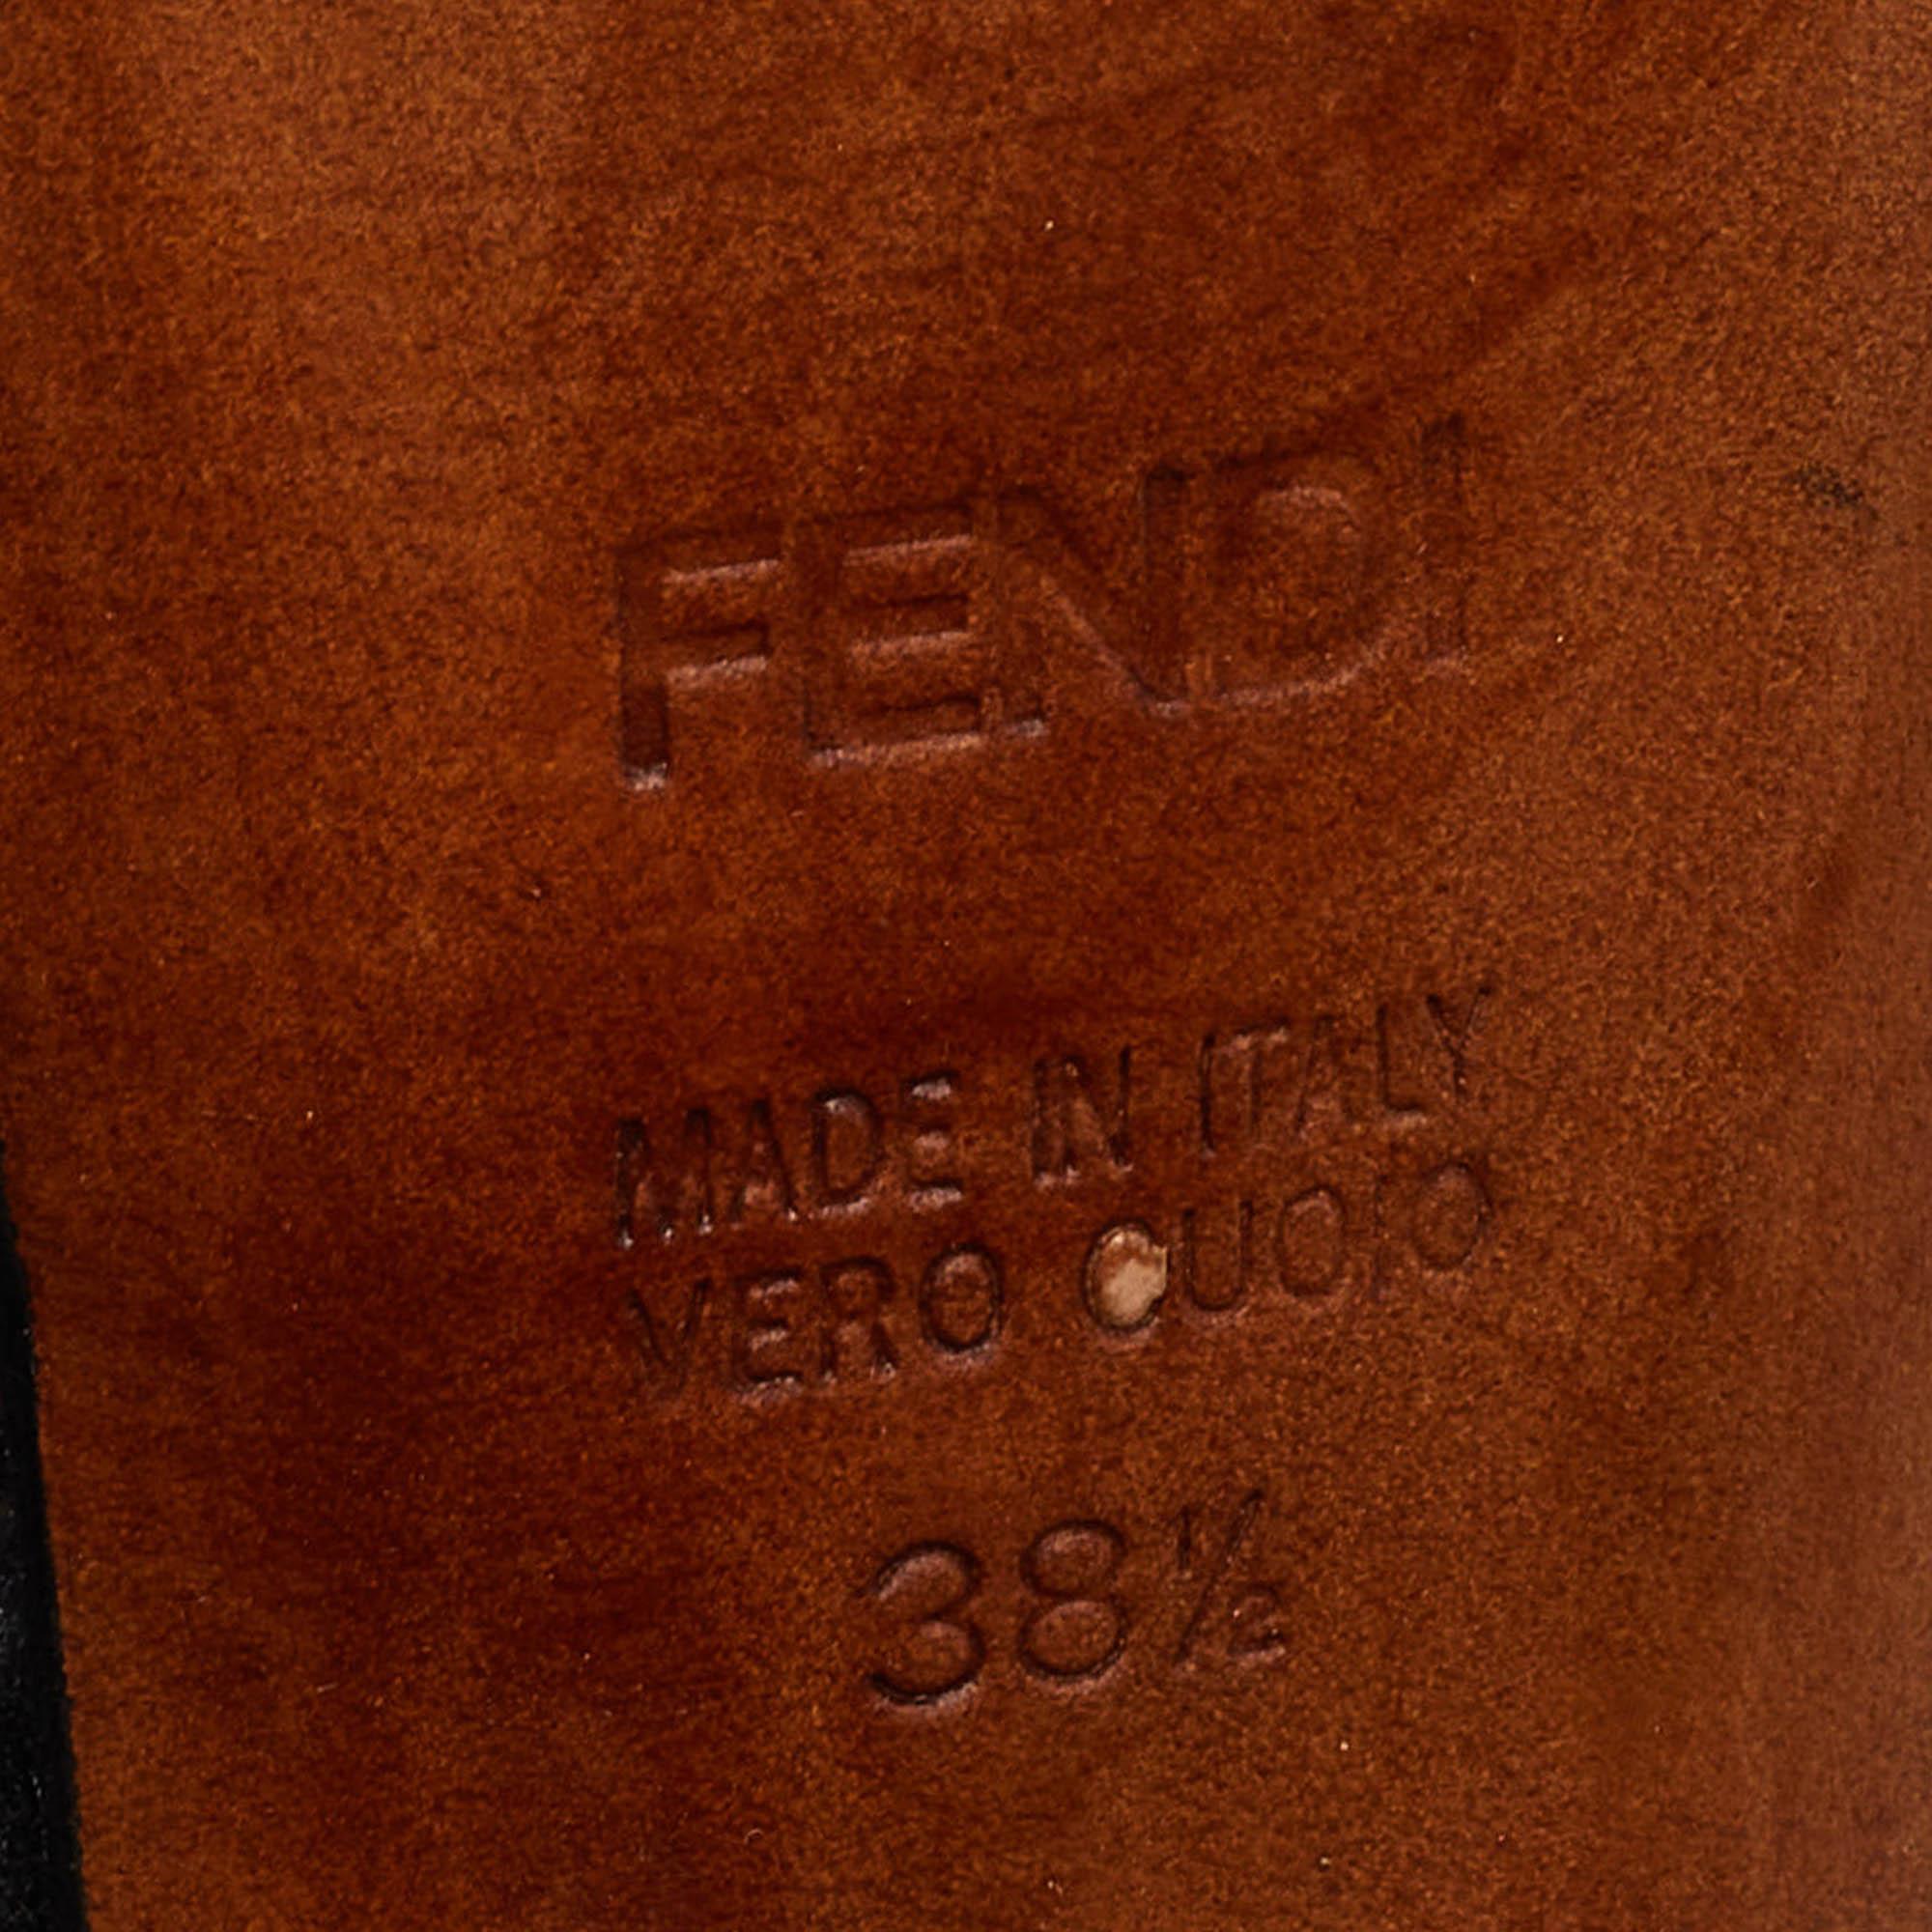 FENDI
MADE IN ITALY
VERO CUOIO
38½